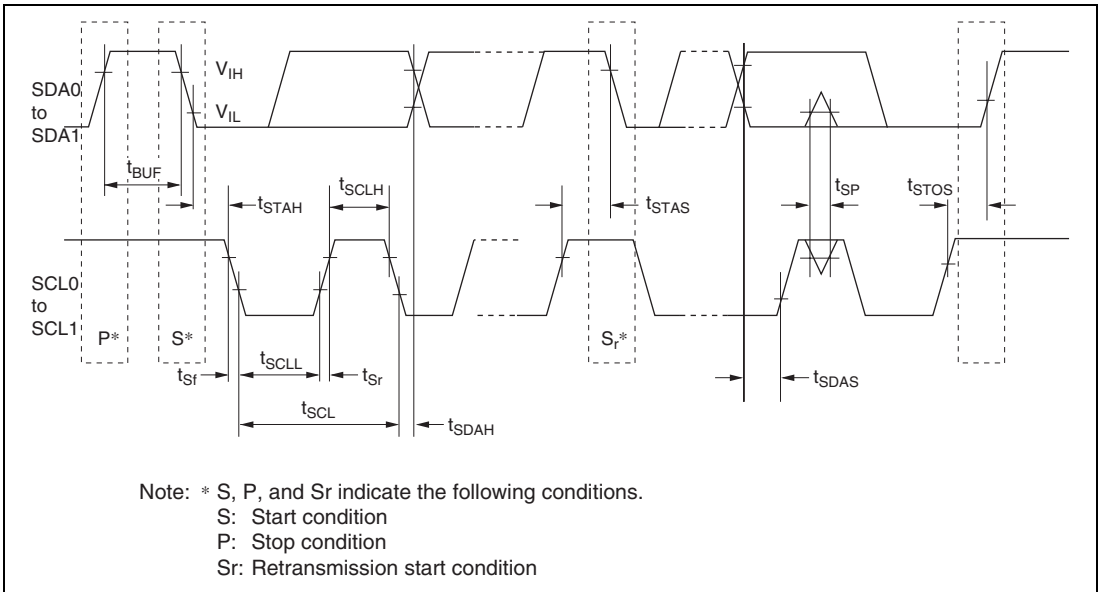 SDA0
to
SDA1
VIH
VIL
tBUF
tSTAH
tSCLH
tSTAS
tSP
tSTOS
SCL0
to
SCL1
P*
S*
Sr*
tSf
tSCLL
tSr
tSCL
tSDAH
tSDAS
Note: * S, P, and Sr indicate the following conditions.
S: Start condition
P: Stop condition
Sr: Retransmission start condition